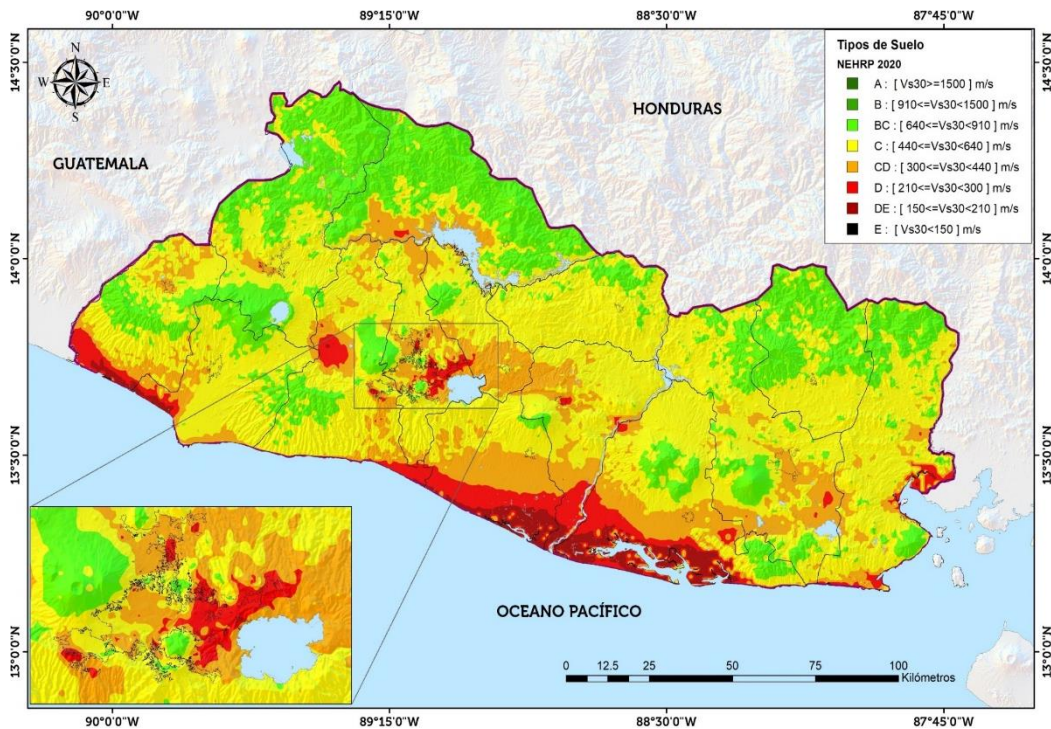 90°0'0"W 89°15'0"W 88°30'0"W 87°45'0"W
14°30'0"N
14°0'0"N
13°30'0"N
13°0'0"N
N
W E
S
GUATEMALA
HONDURAS
OCEANO PACÍFICO
Tipos de Suelo
NEHRP 2020
A : [ Vs30>=1500 ] m/s
B : [ 910<=Vs30<1500 ] m/s
BC : [ 640<=Vs30<910 ] m/s
C : [ 440<=Vs30<640 ] m/s
CD : [ 300<=Vs30<440 ] m/s
D : [ 210<=Vs30<300 ] m/s
DE : [ 150<=Vs30<210 ] m/s
E : [ Vs30<150 ] m/s
14°30'0"N
14°0'0"N
13°30'0"N
13°0'0"N
0 12.5 25 50 75 100
Kilómetros
90°0'0"W 89°15'0"W 88°30'0"W 87°45'0"W